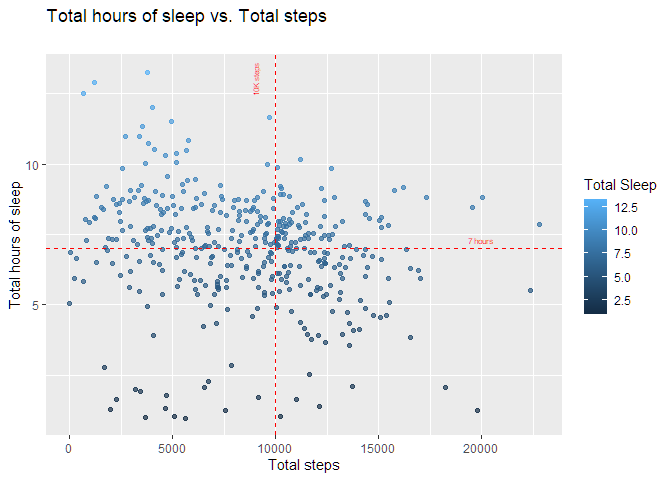 Total hours of sleep vs. Total steps
10K steps
7 hours
Total hours of sleep
10
5
0
5000
10000
15000
20000
Total steps
Total Sleep
12.5
10.0
7.5
5.0
2.5